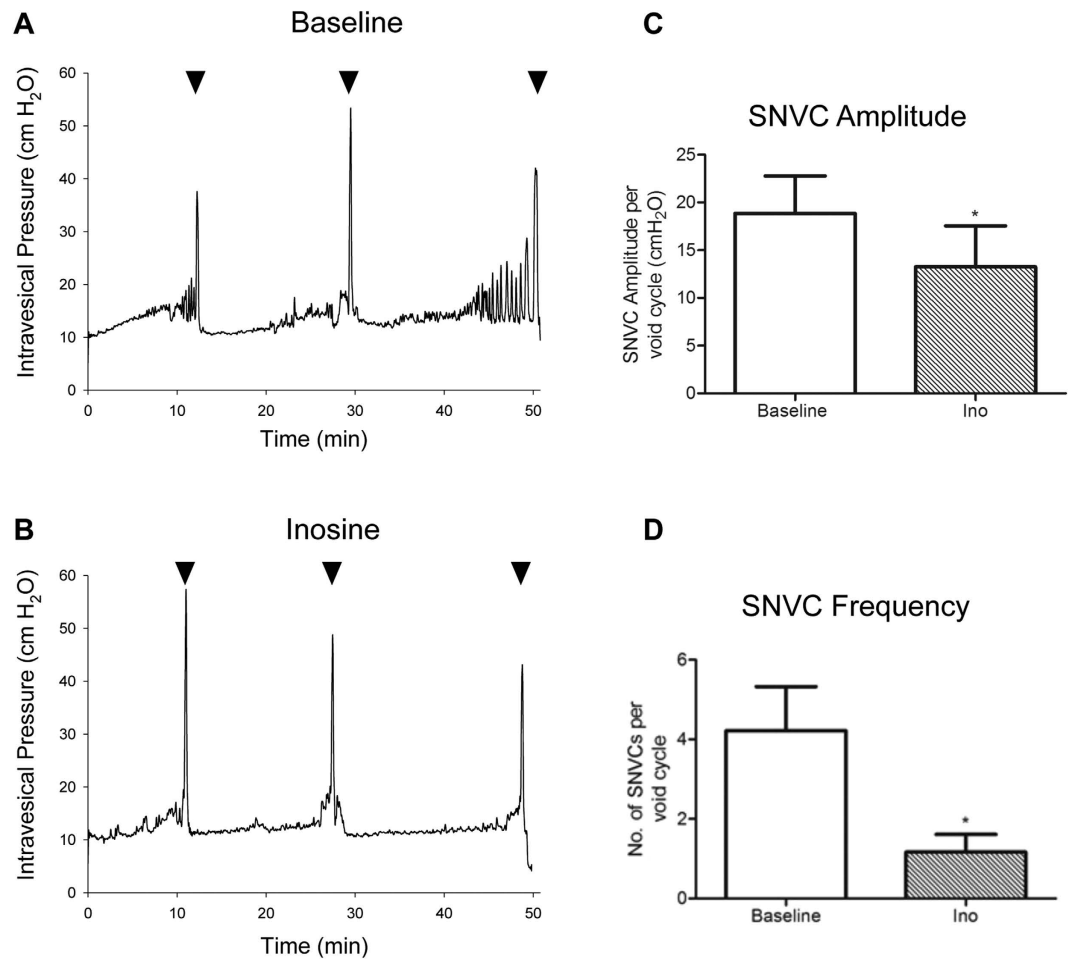 A
Baseline
Intravesical Pressure (cm H₂O)
60
50
40
30
20
10
0
0 10 20 30 40 50
Time (min)
B
Inosine
Intravesical Pressure (cm H₂O)
60
50
40
30
20
10
0
0 10 20 30 40 50
Time (min)
C
SNVC Amplitude
SNVC Amplitude per
void cycle (cmH₂O)
25
20
15
10
5
0
*
Baseline Ino
D
SNVC Frequency
No. of SNVCs per
void cycle
6
4
2
0
*
Baseline Ino